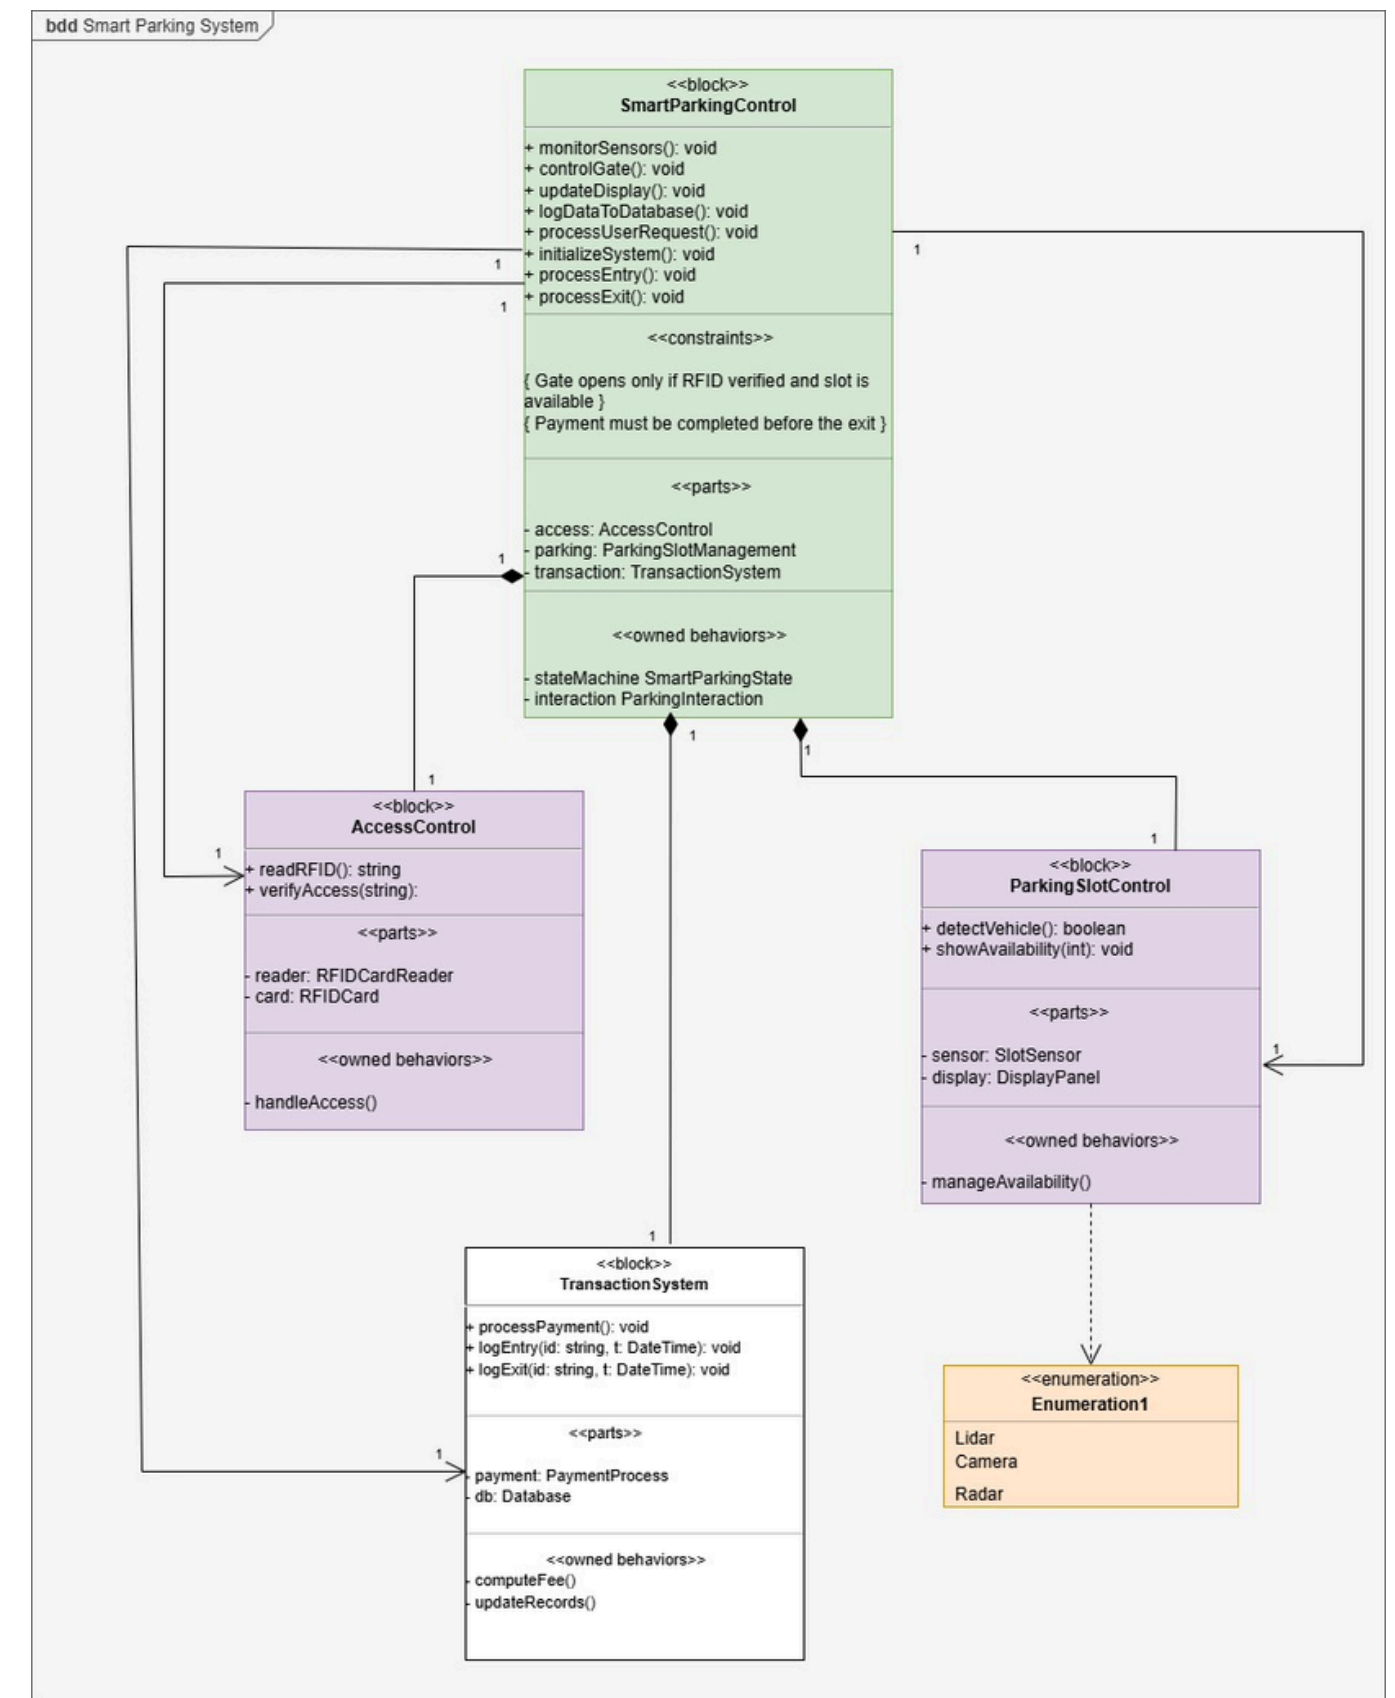 bdd Smart Parking System
<<block>>
SmartParkingControl
+ monitorSensors(): void
+ controlGate(): void
+ updateDisplay(): void
+ logDataToDatabase(): void
+ processUserRequest(): void
+ initializeSystem(): void
+ processEntry(): void
+ processExit(): void
<<constraints>>
{ Gate opens only if RFID verified and slot is
available }
{ Payment must be completed before the exit }
<<parts>>
- access: AccessControl
- parking: ParkingSlotManagement
- transaction: TransactionSystem
<<owned behaviors>>
- stateMachine SmartParkingState
- interaction ParkingInteraction
1
1
1
1
1
1
1
<<block>>
AccessControl
+ readRFID(): string
+ verifyAccess(string):
<<parts>>
- reader: RFIDCardReader
- card: RFIDCard
<<owned behaviors>>
- handleAccess()
1
1
<<block>>
ParkingSlotControl
+ detectVehicle(): boolean
+ showAvailability(int): void
<<parts>>
- sensor: SlotSensor
- display: DisplayPanel
<<owned behaviors>>
- manageAvailability()
1
1
<<block>>
TransactionSystem
+ processPayment(): void
+ logEntry(id: string, t: DateTime): void
+ logExit(id: string, t: DateTime): void
<<parts>>
- payment: PaymentProcess
- db: Database
<<owned behaviors>>
- computeFee()
- updateRecords()
1
<<enumeration>>
Enumeration1
Lidar
Camera
Radar